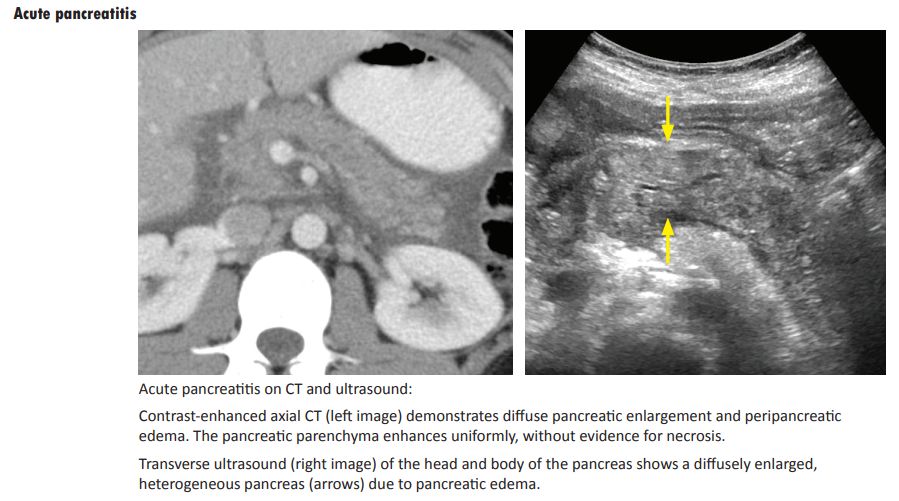 Acute pancreatitis
Acute pancreatitis on CT and ultrasound:
Contrast-enhanced axial CT (left image) demonstrates diffuse pancreatic enlargement and peripancreatic
edema. The pancreatic parenchyma enhances uniformly, without evidence for necrosis.
Transverse ultrasound (right image) of the head and body of the pancreas shows a diffusely enlarged,
heterogeneous pancreas (arrows) due to pancreatic edema.